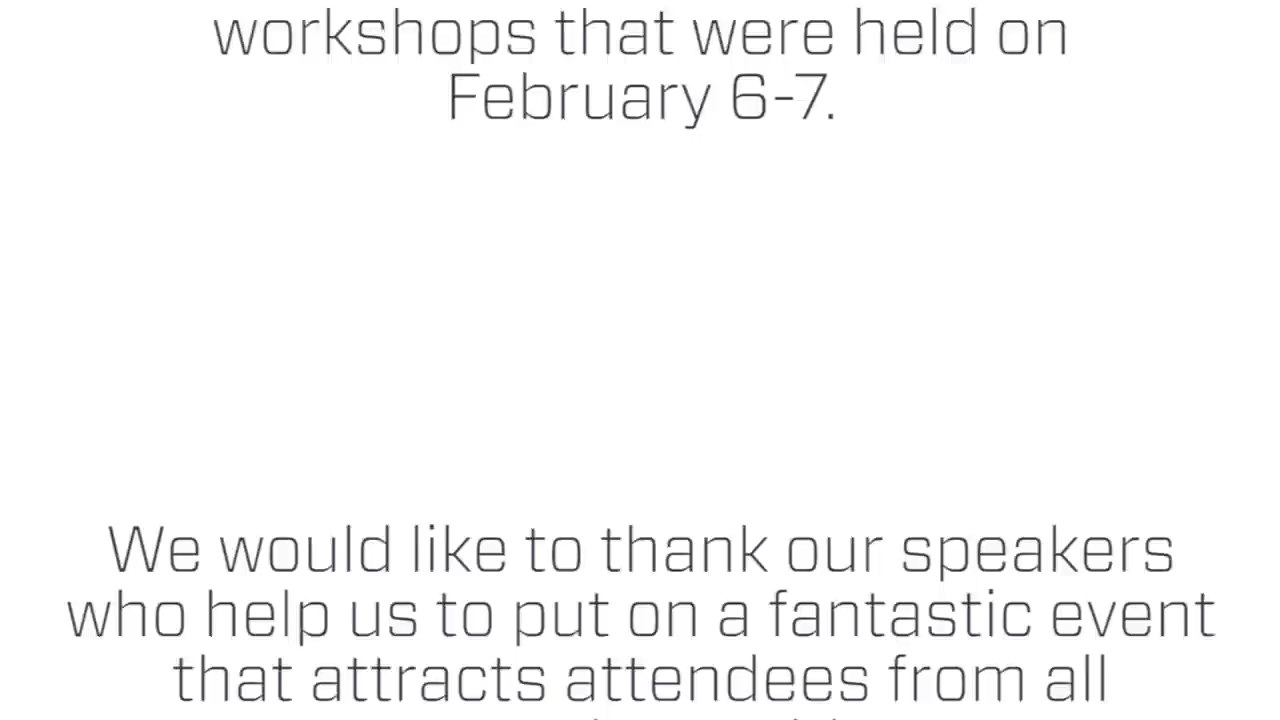 workshops that were held on
February 6-7.
We would like to thank our speakers
who help us to put on a fantastic event
that attracts attendees from all